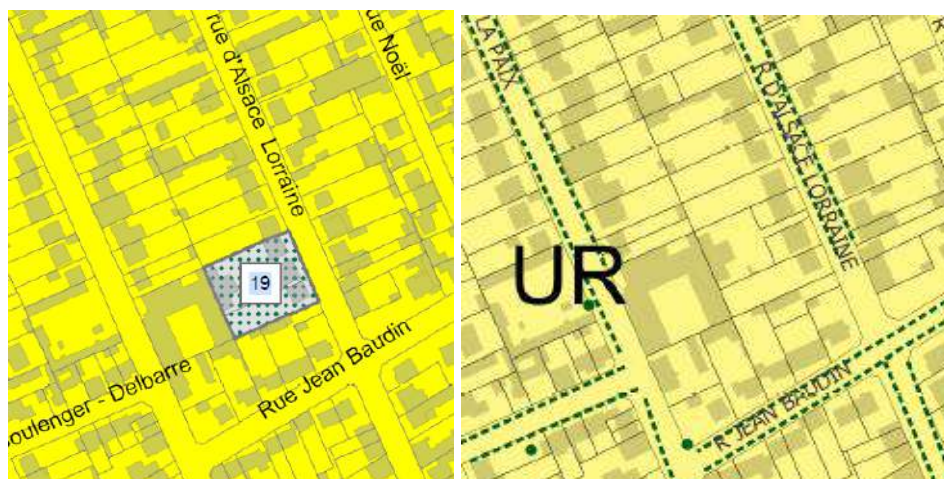 rue d'Alsace Lorraine
ue Noël
19
oulenger - Delbarre
Rue Jean Baudin
LA PAIX
R. D'ALSACE LORRAINE
UR
R. JEAN BAUDIN